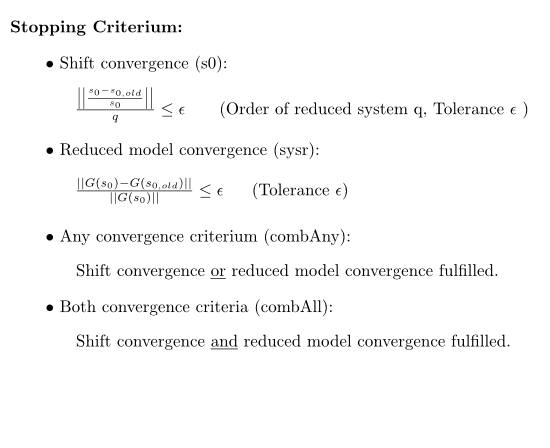 Stopping Criterium:
• Shift convergence (s0):
$\frac{\left|\left|\frac{s_0 - s_{0,old}}{s_0}\right|\right|}{q} \leq \epsilon$ (Order of reduced system q, Tolerance $\epsilon$ )
• Reduced model convergence (sysr):
$\frac{||G(s_0) - G(s_{0,old})||}{||G(s_0)||} \leq \epsilon$ (Tolerance $\epsilon$)
• Any convergence criterium (combAny):
Shift convergence or reduced model convergence fulfilled.
• Both convergence criteria (combAll):
Shift convergence and reduced model convergence fulfilled.